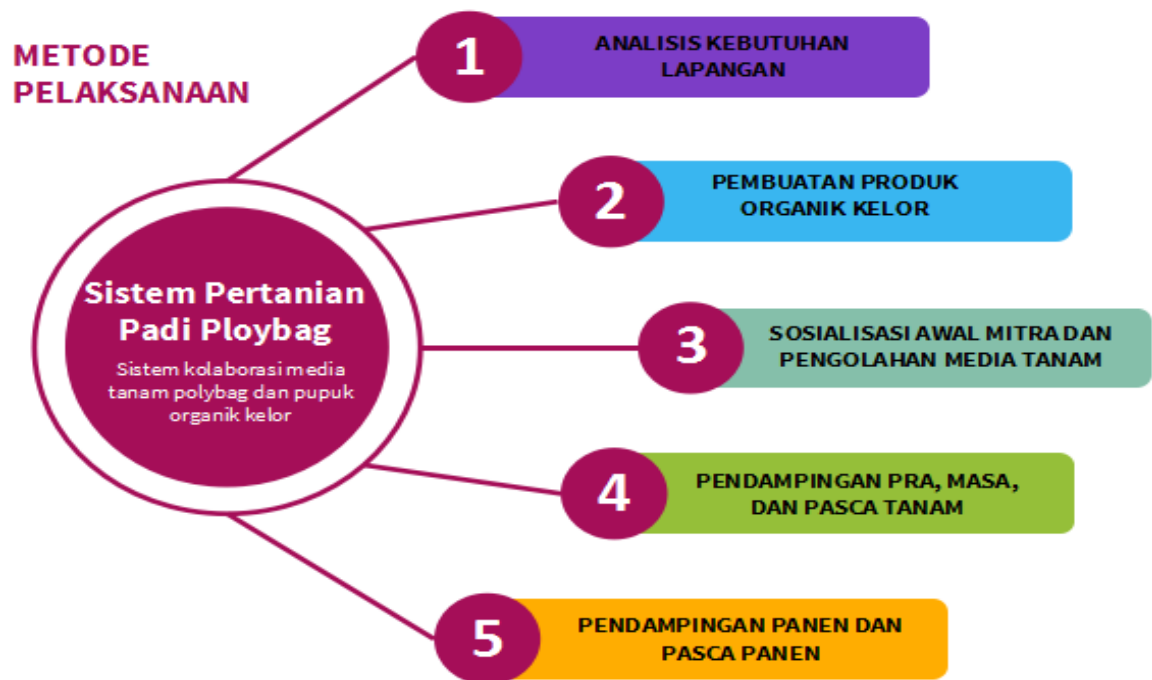 METODE
PELAKSANAAN
1
ANALISIS KEBUTUHAN
LAPANGAN
2
PEMBUATAN PRODUK
ORGANIK KELOR
Sistem Pertanian
Padi Ploybag
Sistem kolaborasi media
tanam polybag dan pupuk
organik kelor
3
SOSIALISASI AWAL MITRA DAN
PENGOLAHAN MEDIA TANAM
4
PENDAMPINGAN PRA, MASA,
DAN PASCA TANAM
5
PENDAMPINGAN PANEN DAN
PASCA PANEN